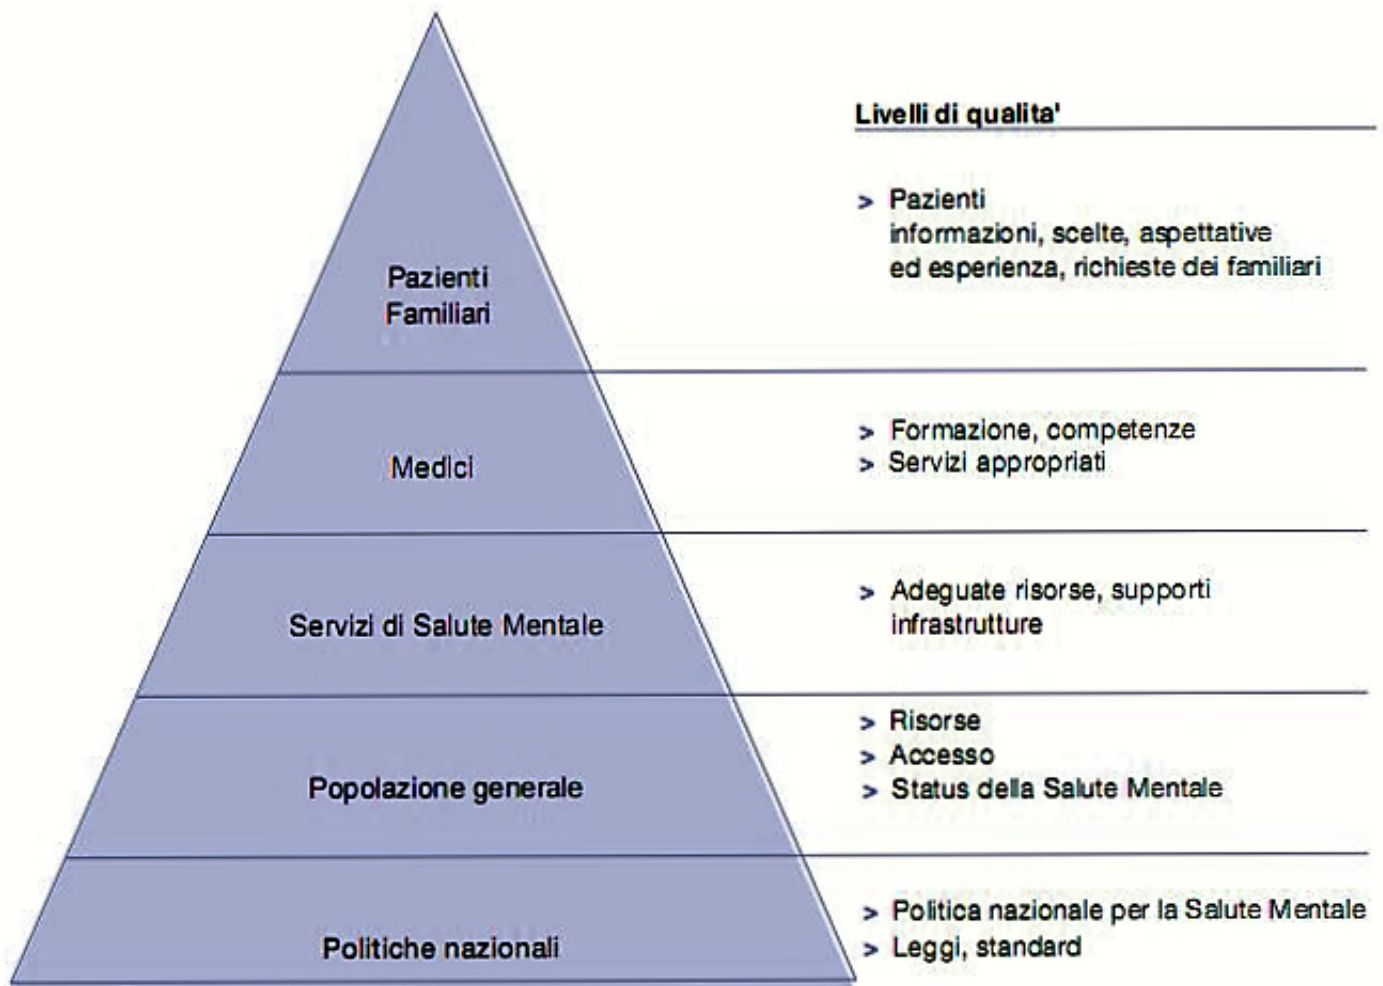 Livelli di qualita'
Pazienti
Familiari
> Pazienti
informazioni, scelte, aspettative
ed esperienza, richieste dei familiari
Medici
> Formazione, competenze
> Servizi appropriati
Servizi di Salute Mentale
> Adeguate risorse, supporti
infrastrutture
Popolazione generale
> Risorse
> Accesso
> Status della Salute Mentale
Politiche nazionali
> Politica nazionale per la Salute Mentale
> Leggi, standard